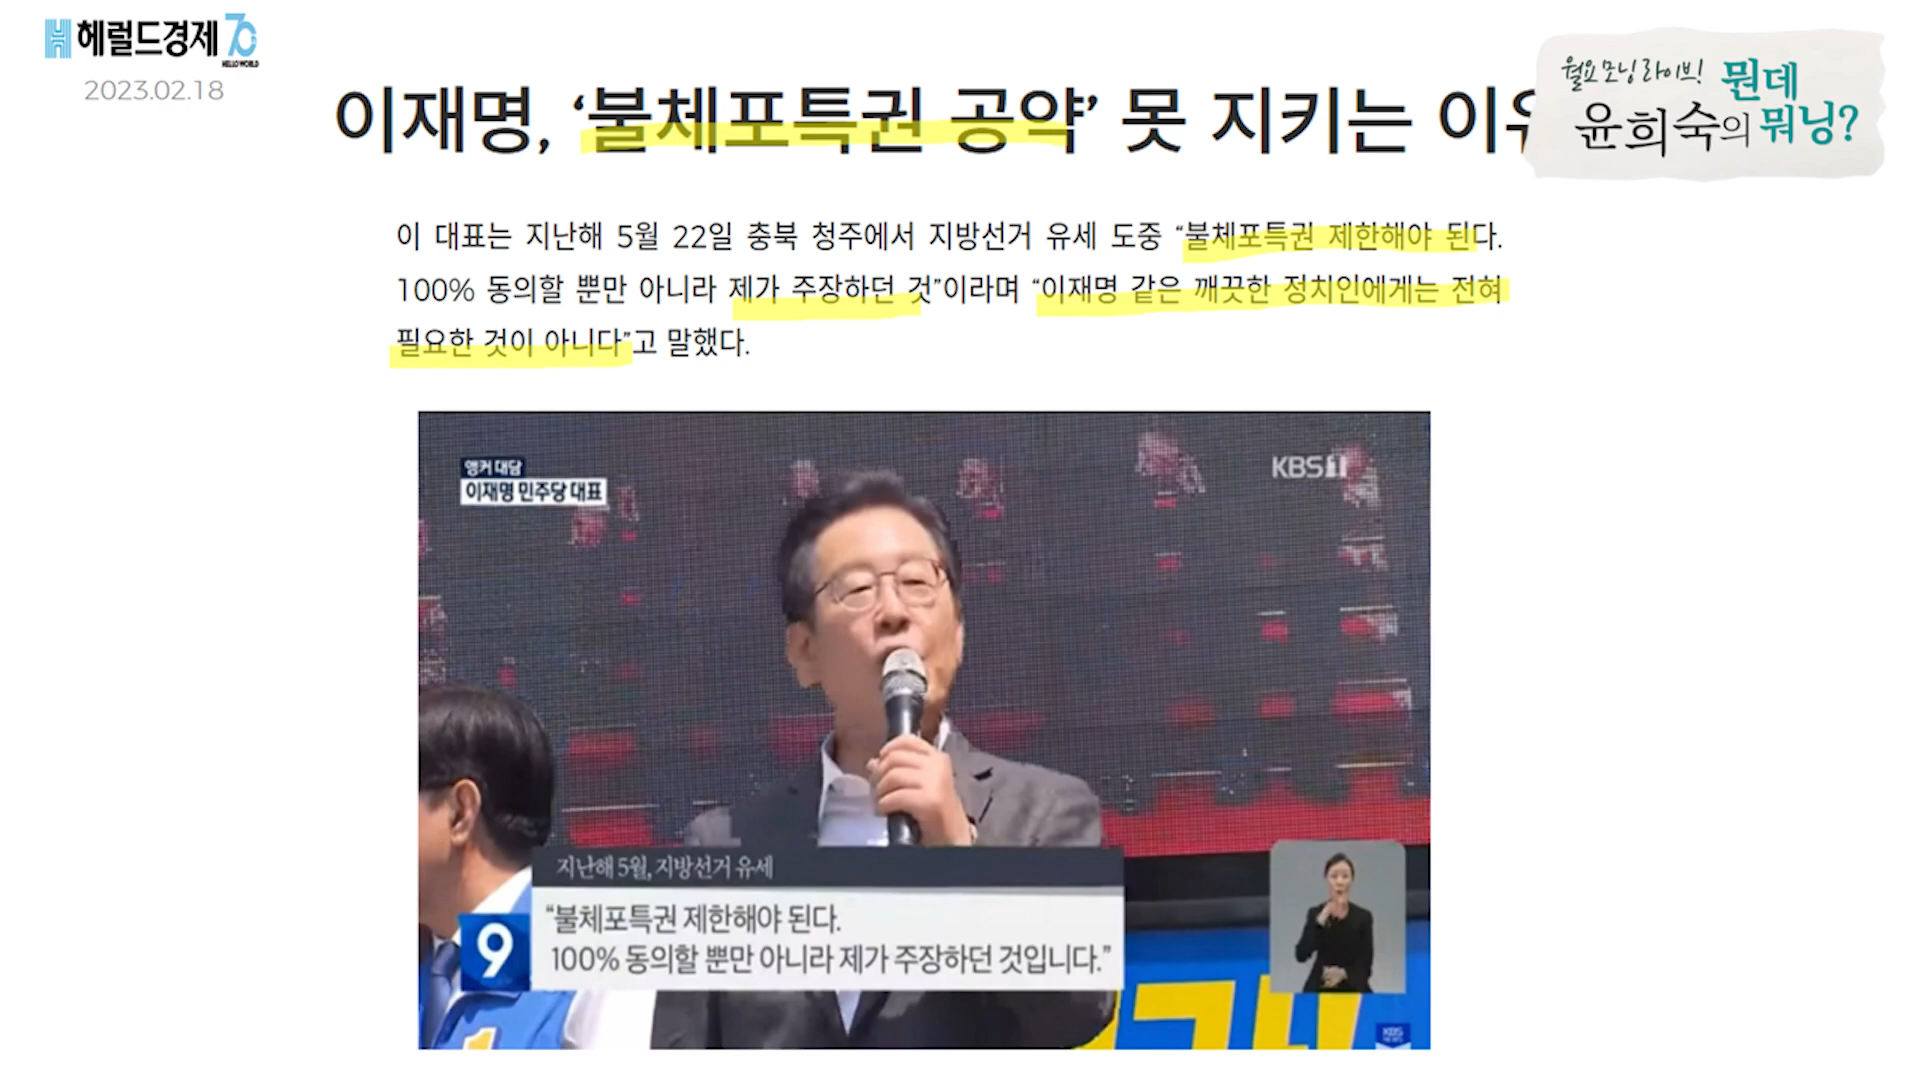 헤럴드경제 70
HELLO WORLD
2023.02.18
월요 모닝 라이브! 뭔데
윤희숙의 뭐닝?
이재명, ‘불체포특권 공약’ 못 지키는 이유
이 대표는 지난해 5월 22일 충북 청주에서 지방선거 유세 도중 “불체포특권 제한해야 된다.
100% 동의할 뿐만 아니라 제가 주장하던 것”이라며 “이재명 같은 깨끗한 정치인에게는 전혀
필요한 것이 아니다”고 말했다.
앵커 대담
이재명 민주당 대표
KBS 1
지난해 5월, 지방선거 유세
9
“불체포특권 제한해야 된다.
100% 동의할 뿐만 아니라 제가 주장하던 것입니다.”
KBS
NEWS